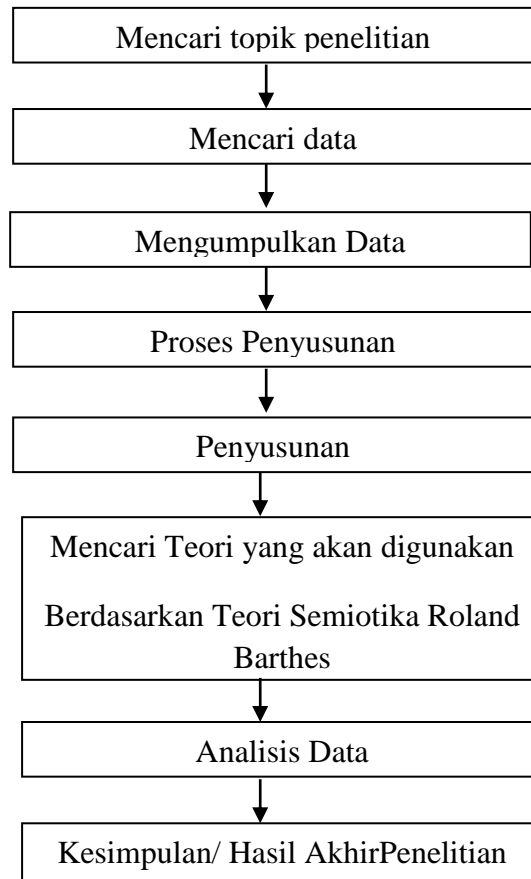 Mencari topik penelitian
Mencari data
Mengumpulkan Data
Proses Penyusunan
Penyusunan
Mencari Teori yang akan digunakan
Berdasarkan Teori Semiotika Roland
Barthes
Analisis Data
Kesimpulan/ Hasil AkhirPenelitian